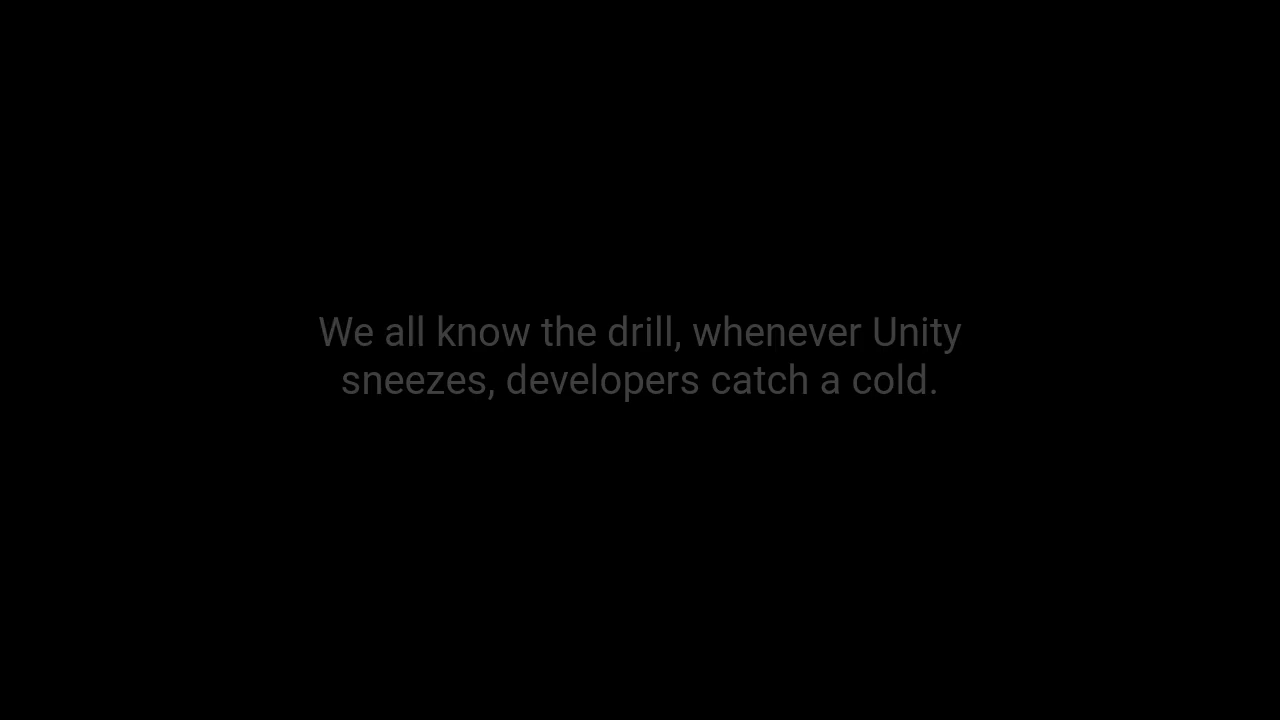 We all know the drill, whenever Unity
sneezes, developers catch a cold.